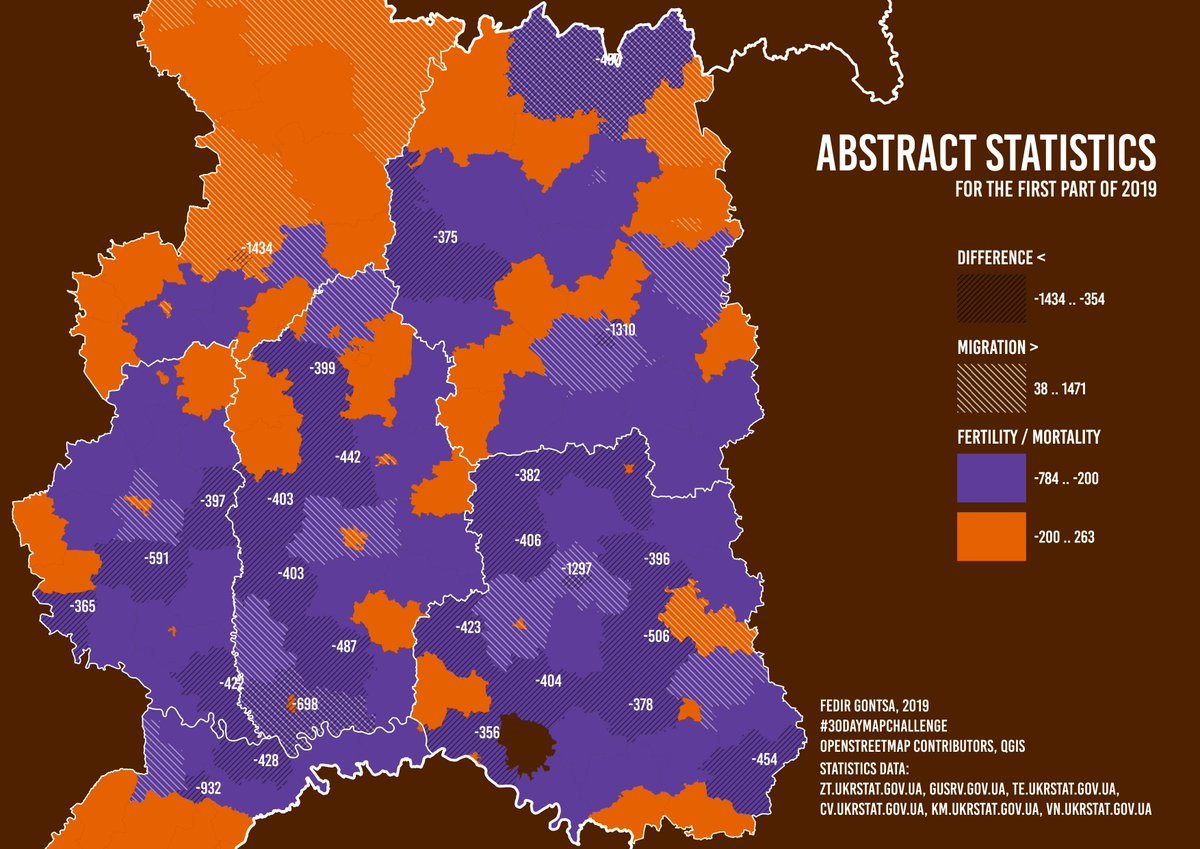 ABSTRACT STATISTICS
FOR THE FIRST PART OF 2019
DIFFERENCE <
-1434 .. -354
MIGRATION >
38 .. 1471
FERTILITY / MORTALITY
-784 .. -200
-200 .. 263
-1434
-375
-1310
-399
-442
-382
-397
-403
-406
-591
-396
-1297
-403
-365
-423
-506
-487
-404
-698
-378
-356
-428
-454
-932
FEDIR GONTSA, 2019
#30DAYMAPCHALLENGE
OPENSTREETMAP CONTRIBUTORS, QGIS
STATISTICS DATA:
ZT.UKRSTAT.GOV.UA, GUSRV.GOV.UA, TE.UKRSTAT.GOV.UA,
CV.UKRSTAT.GOV.UA, KM.UKRSTAT.GOV.UA, VN.UKRSTAT.GOV.UA